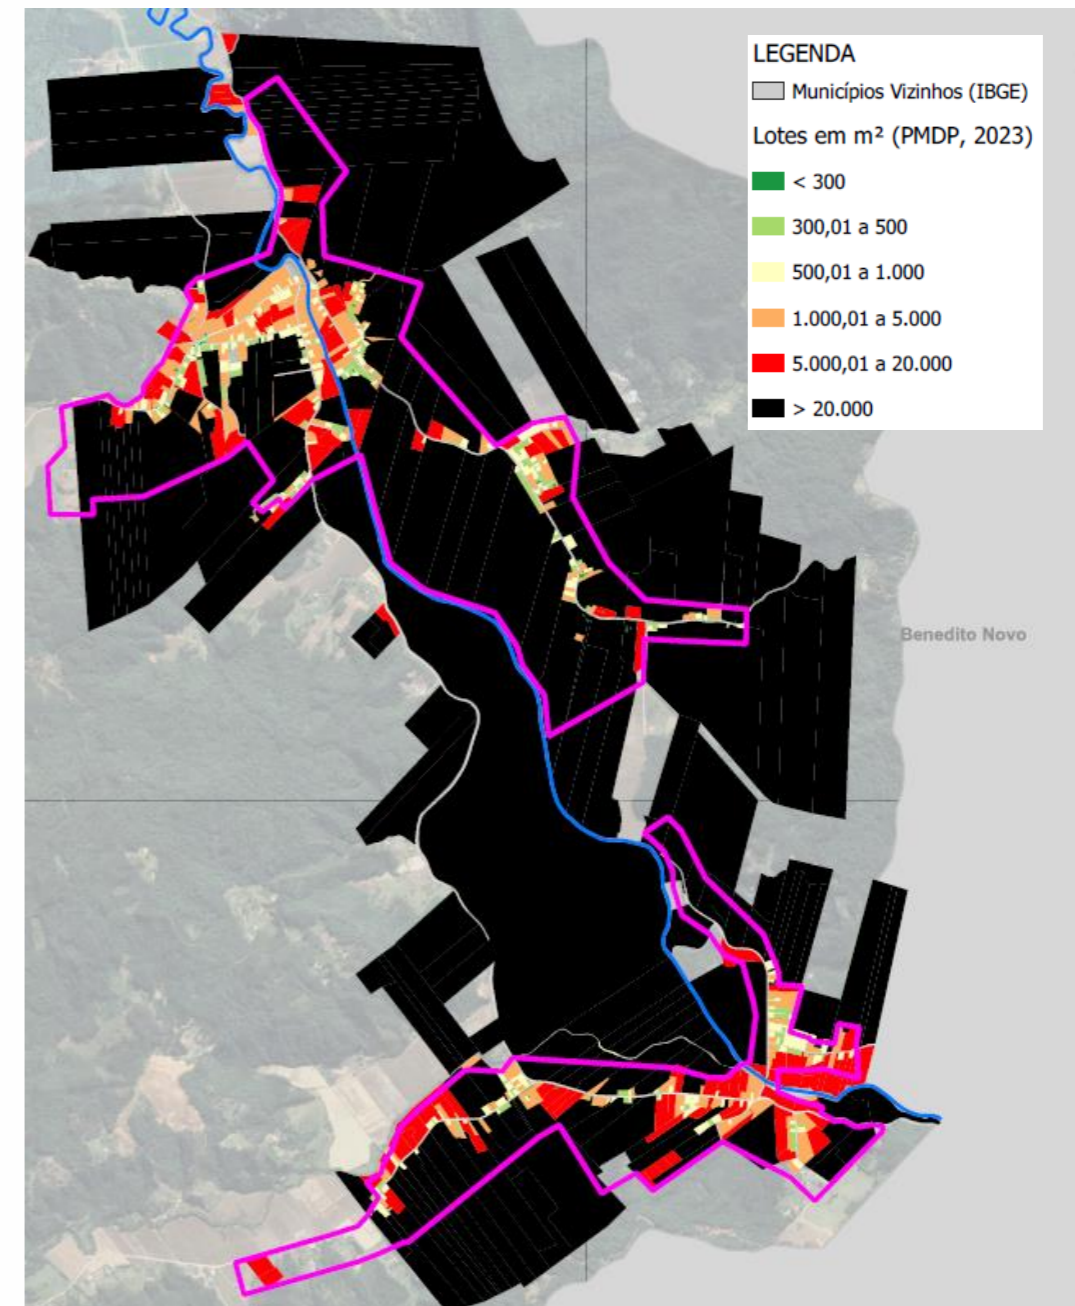 LEGENDA
Municípios Vizinhos (IBGE)
Lotes em m² (PMDP, 2023)
< 300
300,01 a 500
500,01 a 1.000
1.000,01 a 5.000
5.000,01 a 20.000
> 20.000
Benedito Novo